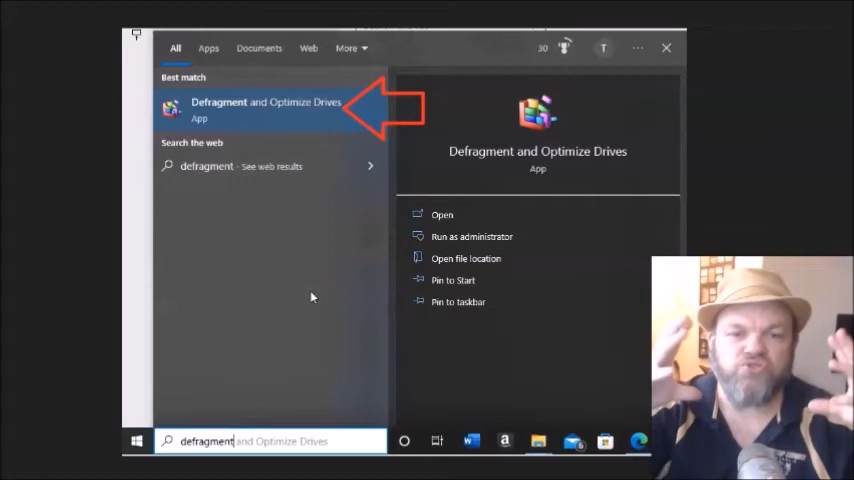 All Apps Documents Web More 30 T ...
Best match
Defragment and Optimize Drives
App
Search the web
defragment - See web results
Defragment and Optimize Drives
App
Open
Run as administrator
Open file location
Pin to Start
Pin to taskbar
defragment and Optimize Drives